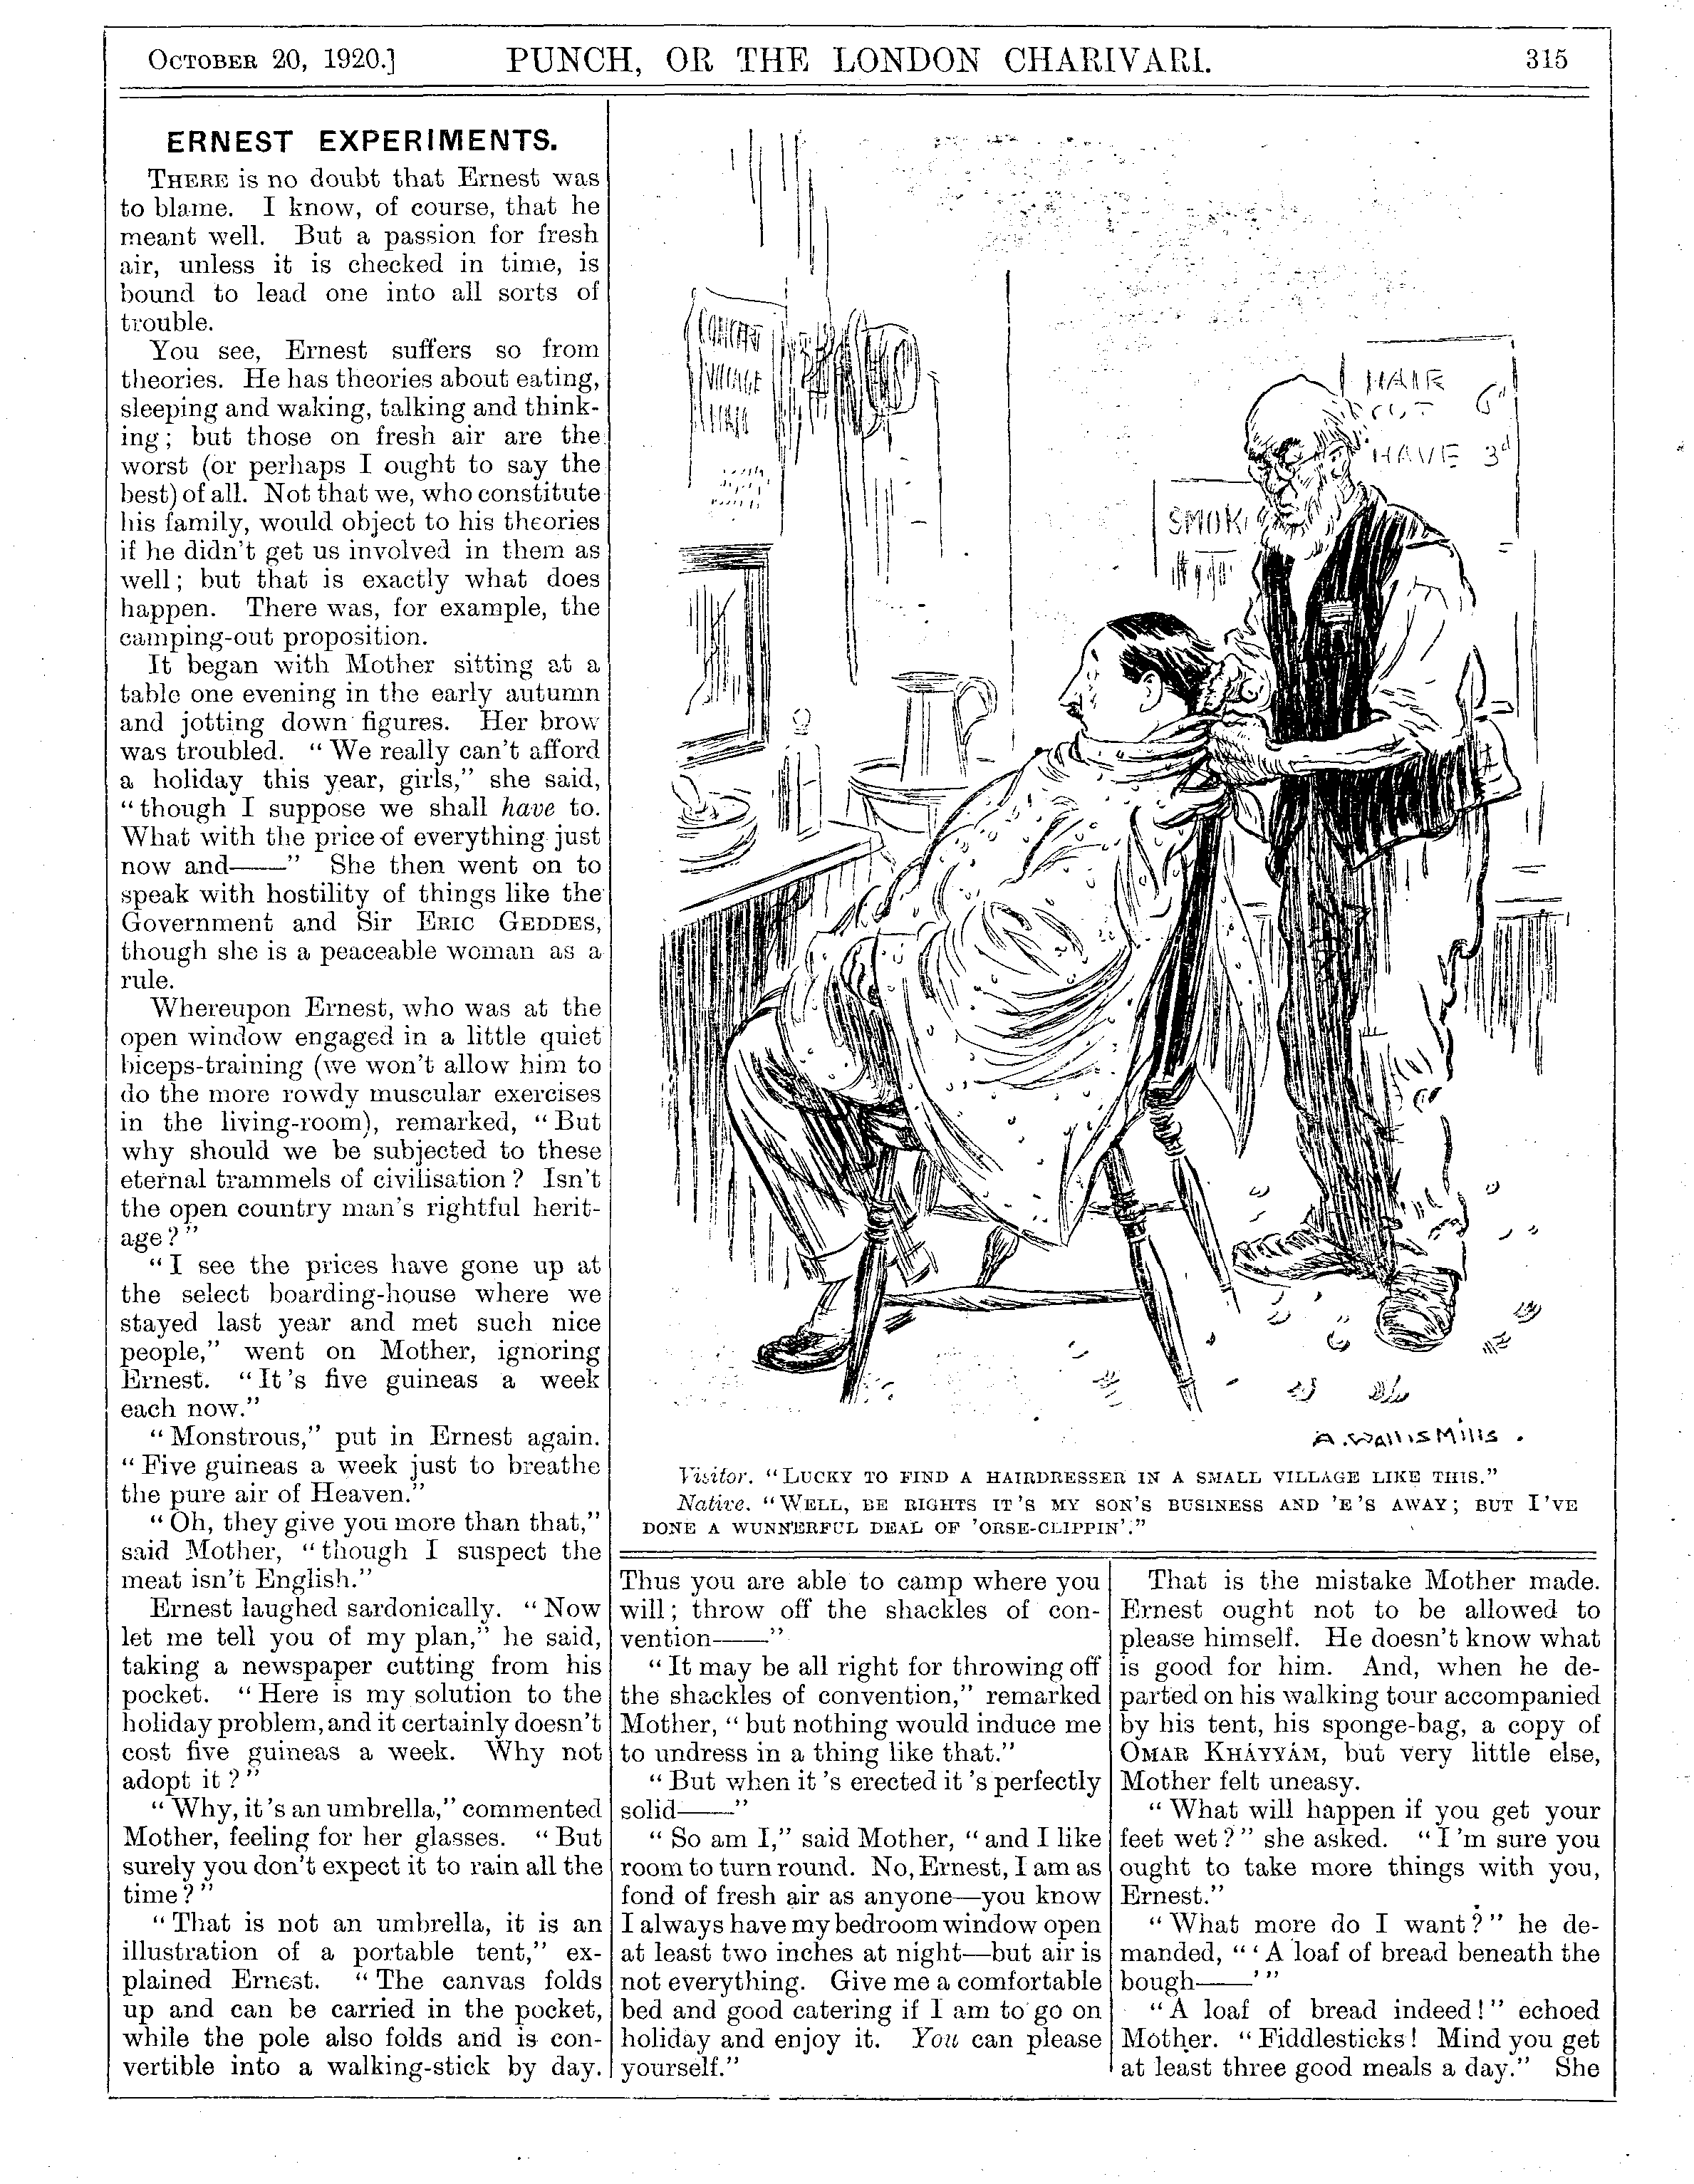 OCTOBER 20, 1920.] PUNCH, OR THE LONDON CHARIVARI. 315
ERNEST EXPERIMENTS.
THERE is no doubt that Ernest was
to blame. I know, of course, that he
meant well. But a passion for fresh
air, unless it is checked in time, is
bound to lead one into all sorts of
trouble.
You see, Ernest suffers so from
theories. He has theories about eating,
sleeping and waking, talking and think-
ing; but those on fresh air are the
worst (or perhaps I ought to say the
best) of all. Not that we, who constitute
his family, would object to his theories
if he didn't get us involved in them as
well; but that is exactly what does
happen. There was, for example, the
camping-out proposition.
It began with Mother sitting at a
table one evening in the early autumn
and jotting down figures. Her brow
was troubled. "We really can't afford
a holiday this year, girls," she said,
"though I suppose we shall have to.
What with the price of everything just
now and——" She then went on to
speak with hostility of things like the
Government and Sir ERIC GEDDES,
though she is a peaceable woman as a
rule.
Whereupon Ernest, who was at the
open window engaged in a little quiet
biceps-training (we won't allow him to
do the more rowdy muscular exercises
in the living-room), remarked, "But
why should we be subjected to these
eternal trammels of civilisation? Isn't
the open country man's rightful herit-
age?"
"I see the prices have gone up at
the select boarding-house where we
stayed last year and met such nice
people," went on Mother, ignoring
Ernest. "It's five guineas a week
each now."
"Monstrous," put in Ernest again.
"Five guineas a week just to breathe
the pure air of Heaven."
"Oh, they give you more than that,"
said Mother, "though I suspect the
meat isn't English."
Ernest laughed sardonically. "Now
let me tell you of my plan," he said,
taking a newspaper cutting from his
pocket. "Here is my solution to the
holiday problem, and it certainly doesn't
cost five guineas a week. Why not
adopt it?"
"Why, it's an umbrella," commented
Mother, feeling for her glasses. "But
surely you don't expect it to rain all the
time?"
"That is not an umbrella, it is an
illustration of a portable tent," ex-
plained Ernest. "The canvas folds
up and can be carried in the pocket,
while the pole also folds and is con-
vertible into a walking-stick by day.
VILLAGE
HAIR
CUT 6d
HAVE 3d
SMOK
A. WALLIS MILLS.
Visitor. "LUCKY TO FIND A HAIRDRESSER IN A SMALL VILLAGE LIKE THIS."
Native. "WELL, BE RIGHTS IT'S MY SON'S BUSINESS AND 'E'S AWAY; BUT I'VE
DONE A WUNNERFUL DEAL OF 'ORSE-CLIPPIN'."
Thus you are able to camp where you
will; throw off the shackles of con-
vention——"
"It may be all right for throwing off
the shackles of convention," remarked
Mother, "but nothing would induce me
to undress in a thing like that."
"But when it's erected it's perfectly
solid——"
"So am I," said Mother, "and I like
room to turn round. No, Ernest, I am as
fond of fresh air as anyone—you know
I always have my bedroom window open
at least two inches at night—but air is
not everything. Give me a comfortable
bed and good catering if I am to go on
holiday and enjoy it. You can please
yourself."
That is the mistake Mother made.
Ernest ought not to be allowed to
please himself. He doesn't know what
is good for him. And, when he de-
parted on his walking tour accompanied
by his tent, his sponge-bag, a copy of
OMAR KHÁYYÁM, but very little else,
Mother felt uneasy.
"What will happen if you get your
feet wet?" she asked. "I'm sure you
ought to take more things with you,
Ernest."
"What more do I want?" he de-
manded, "'A loaf of bread beneath the
bough——'"
"A loaf of bread indeed!" echoed
Mother. "Fiddlesticks! Mind you get
at least three good meals a day." She